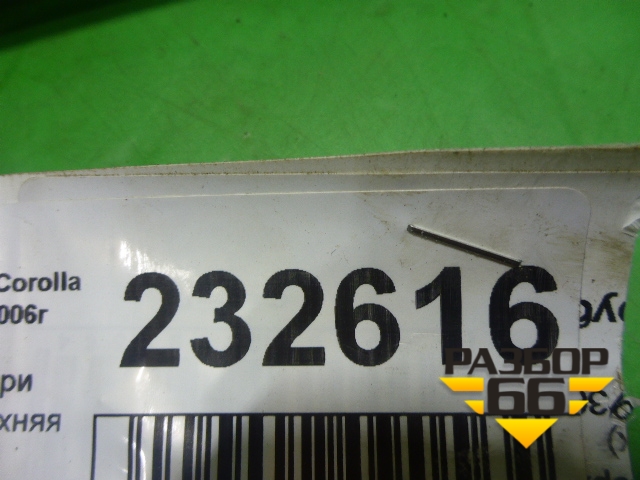 Corolla
232616
006г
ри
хняя
РАЗБОР
66